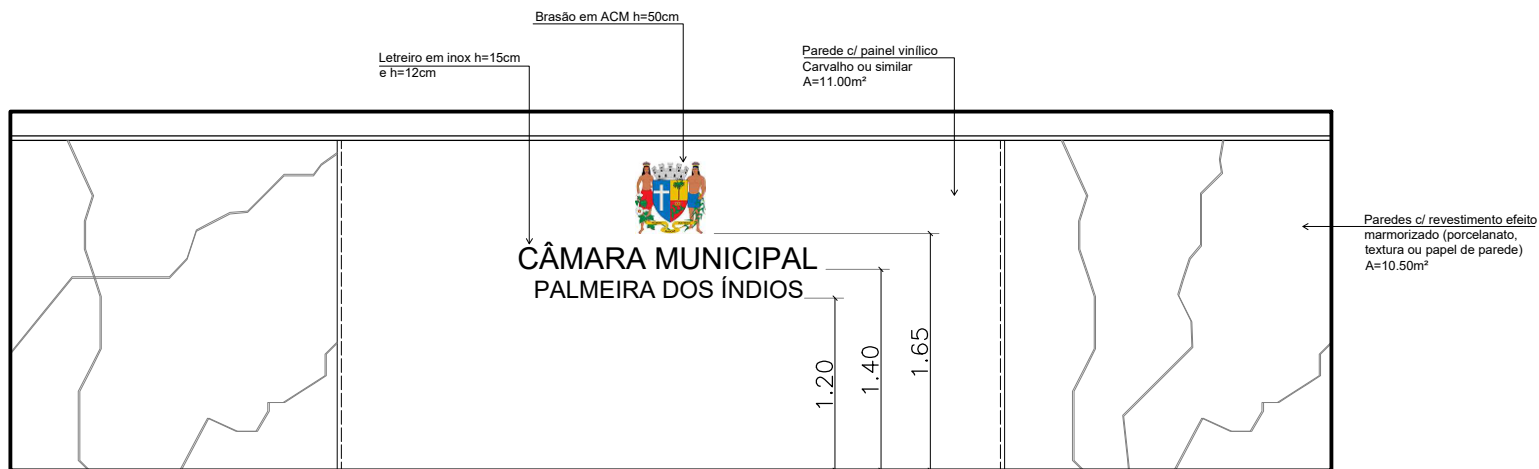 Brasão em ACM h=50cm
Letreiro em inox h=15cm
e h=12cm
Parede c/ painel vinílico
Carvalho ou similar
A=11.00m²
CÂMARA MUNICIPAL
PALMEIRA DOS ÍNDIOS
1.20
1.40
1.65
Paredes c/ revestimento efeito
marmorizado (porcelanato,
textura ou papel de parede)
A=10.50m²